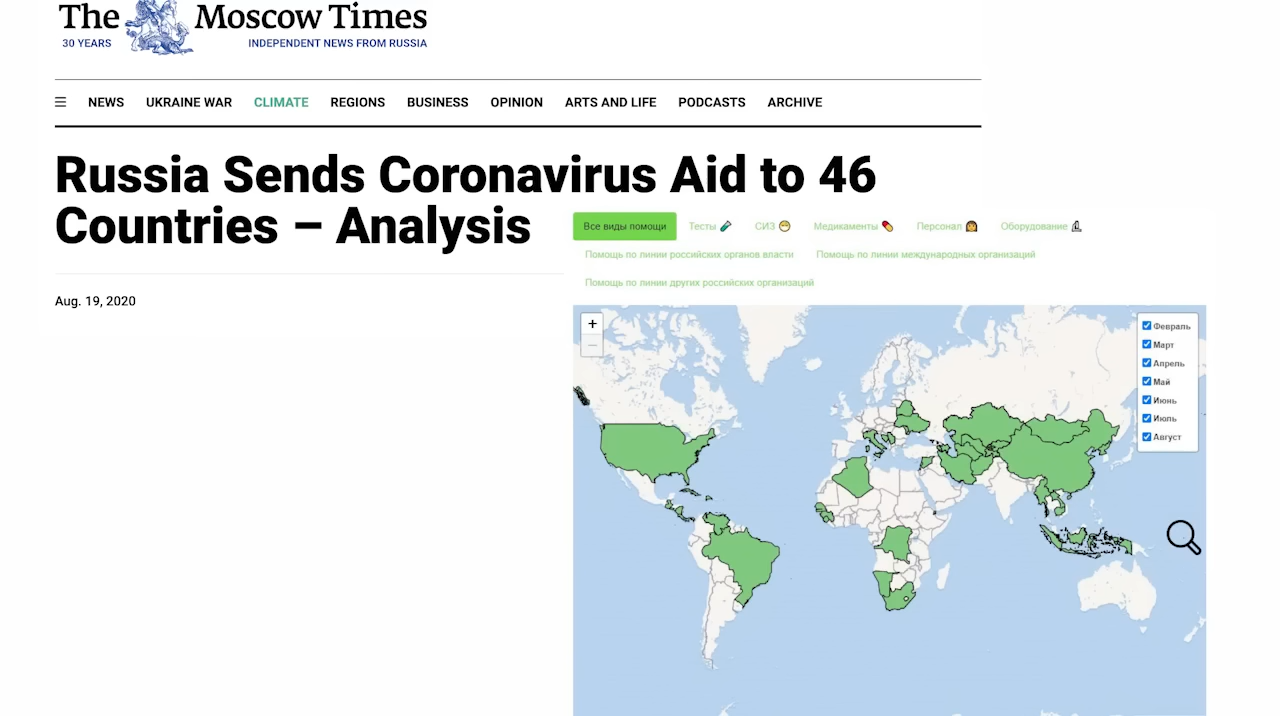 The Moscow Times
30 YEARS INDEPENDENT NEWS FROM RUSSIA
NEWS UKRAINE WAR CLIMATE REGIONS BUSINESS OPINION ARTS AND LIFE PODCASTS ARCHIVE
Russia Sends Coronavirus Aid to 46
Countries – Analysis
Aug. 19, 2020
Все виды помощи Тесты СИЗ Медикаменты Персонал Оборудование
Помощь по линии российских органов власти Помощь по линии международных организаций
Помощь по линии других российских организаций
+
−
Февраль
Март
Апрель
Май
Июнь
Июль
Август